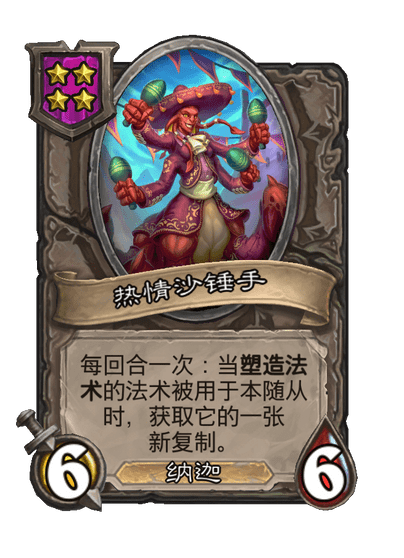 热情沙锤手
每回合一次：当塑造法
术的法术被用于本随从
时，获取它的一张
新复制。
6
纳迦
6